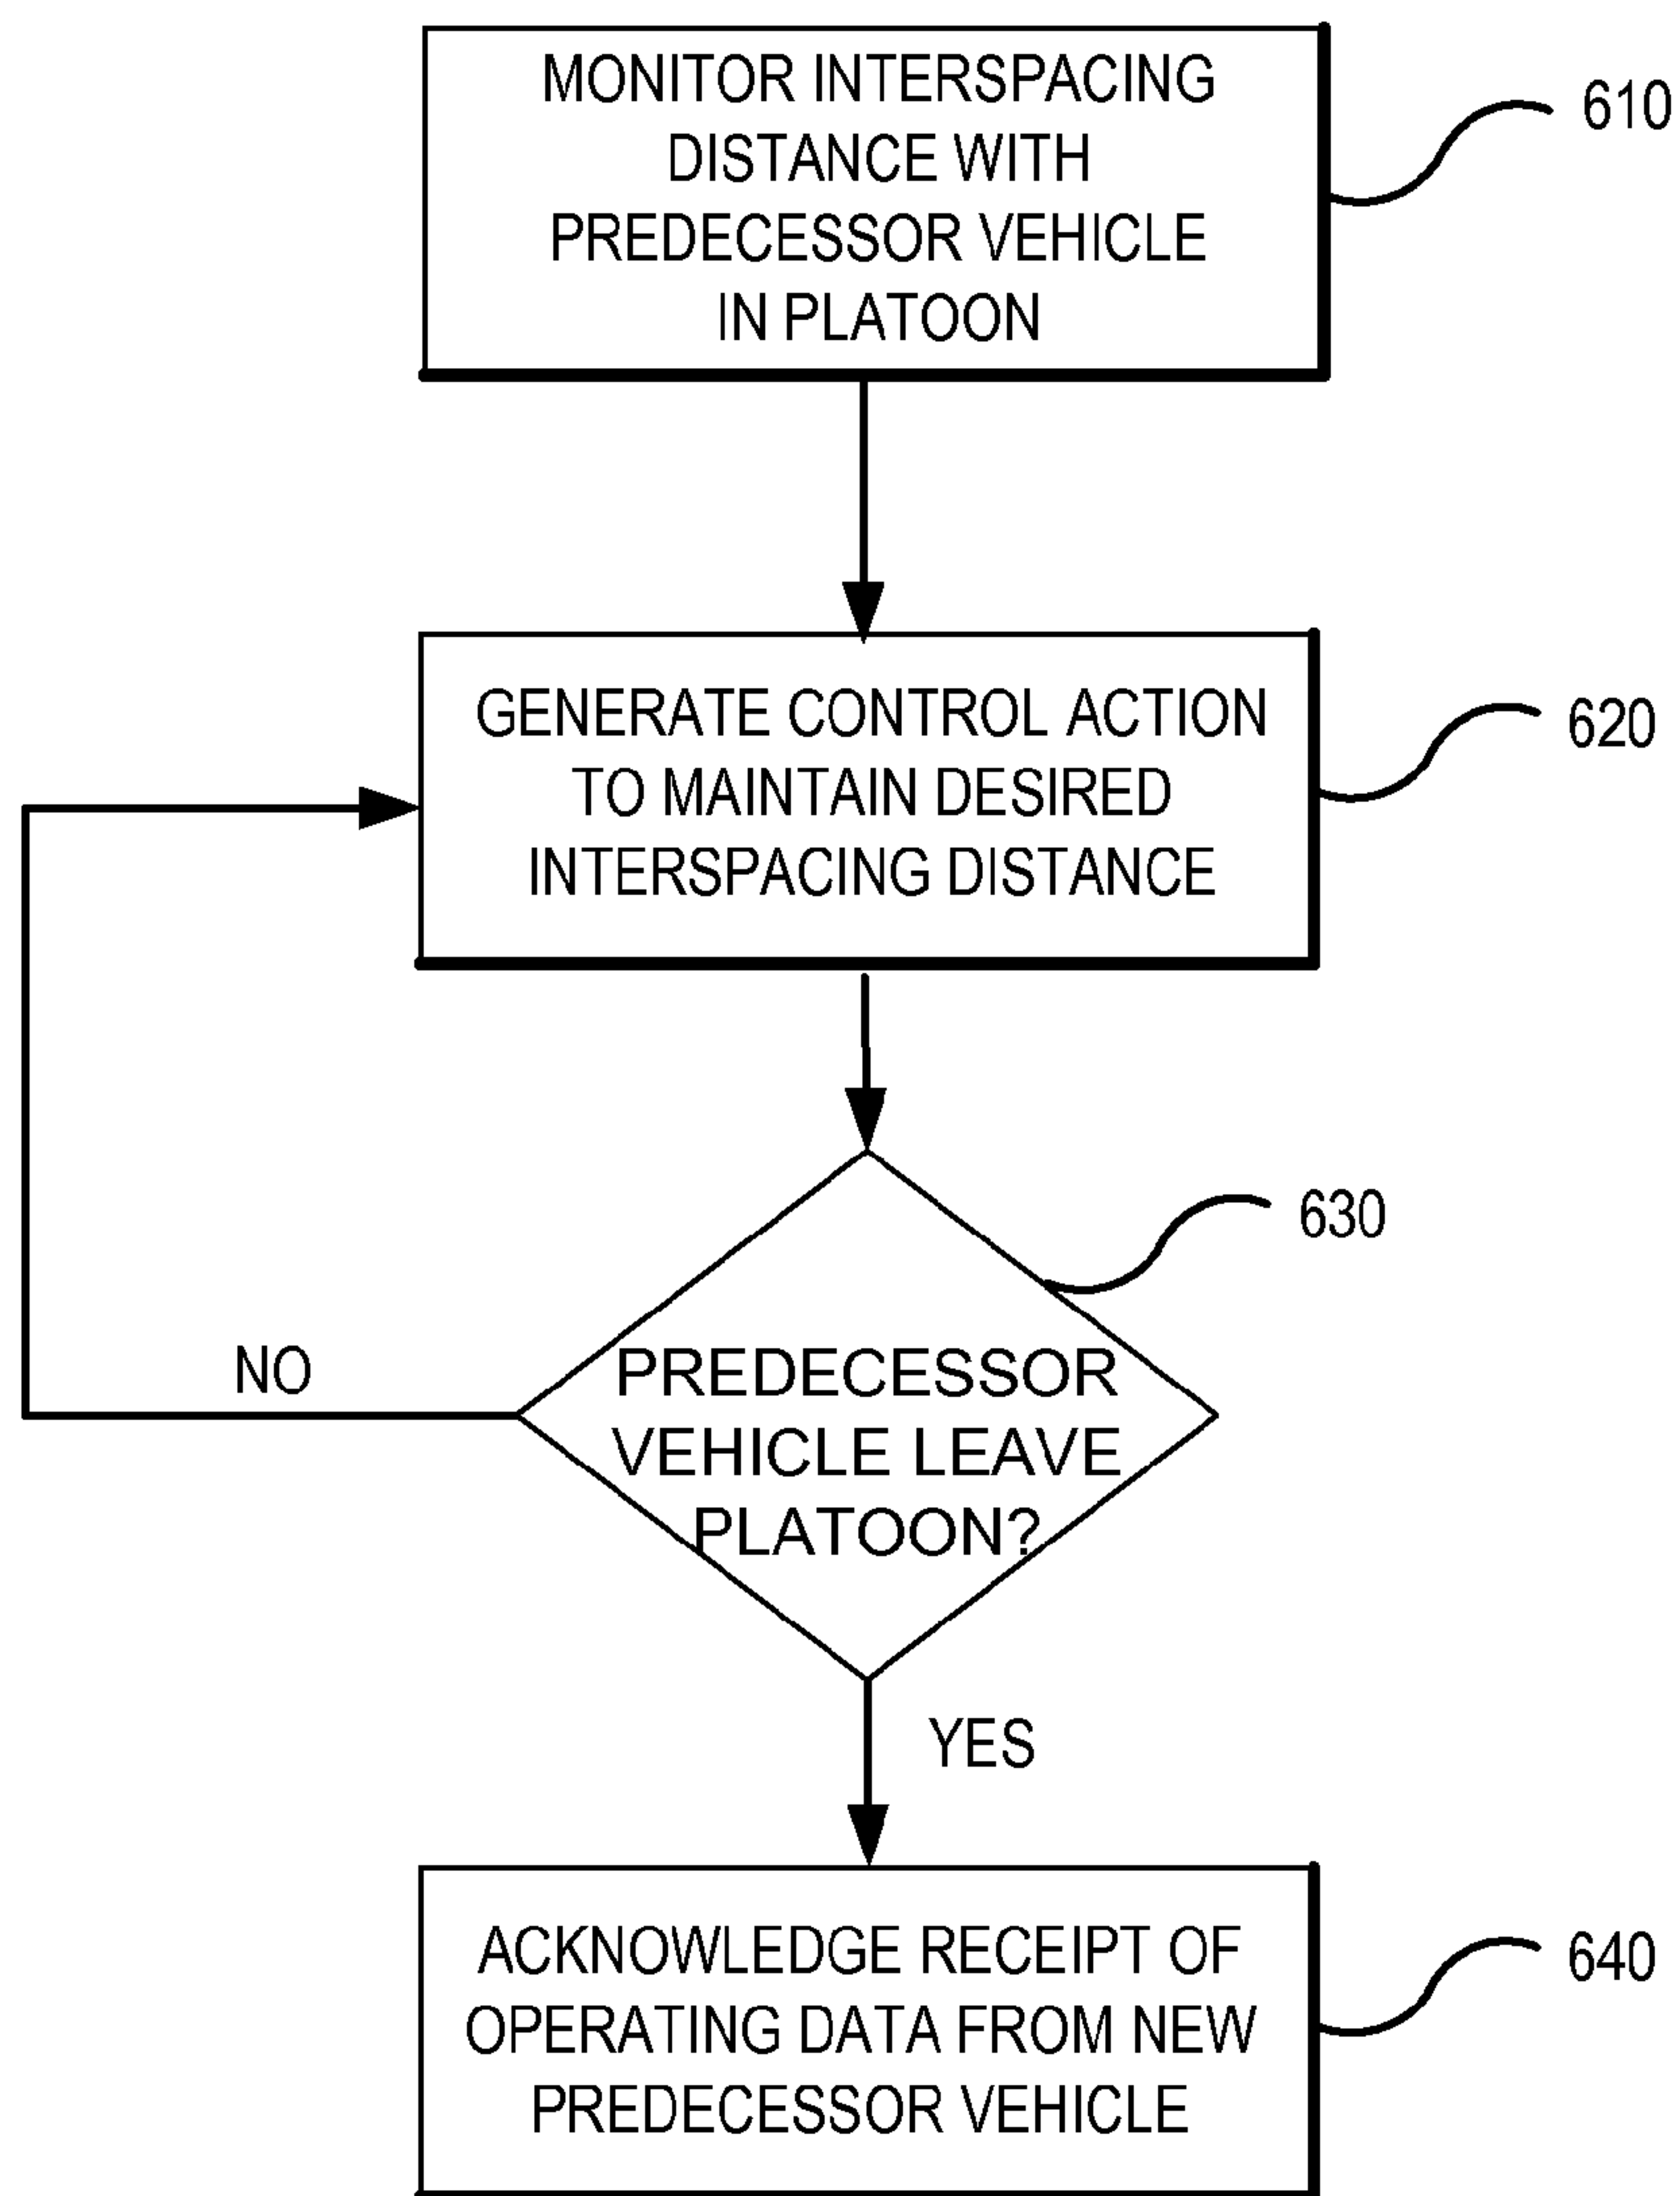 MONITOR INTERSPACING
DISTANCE WITH
PREDECESSOR VEHICLE
IN PLATOON
610
GENERATE CONTROL ACTION
TO MAINTAIN DESIRED
INTERSPACING DISTANCE
620
630
NO
PREDECESSOR
VEHICLE LEAVE
PLATOON?
YES
ACKNOWLEDGE RECEIPT OF
OPERATING DATA FROM NEW
PREDECESSOR VEHICLE
640